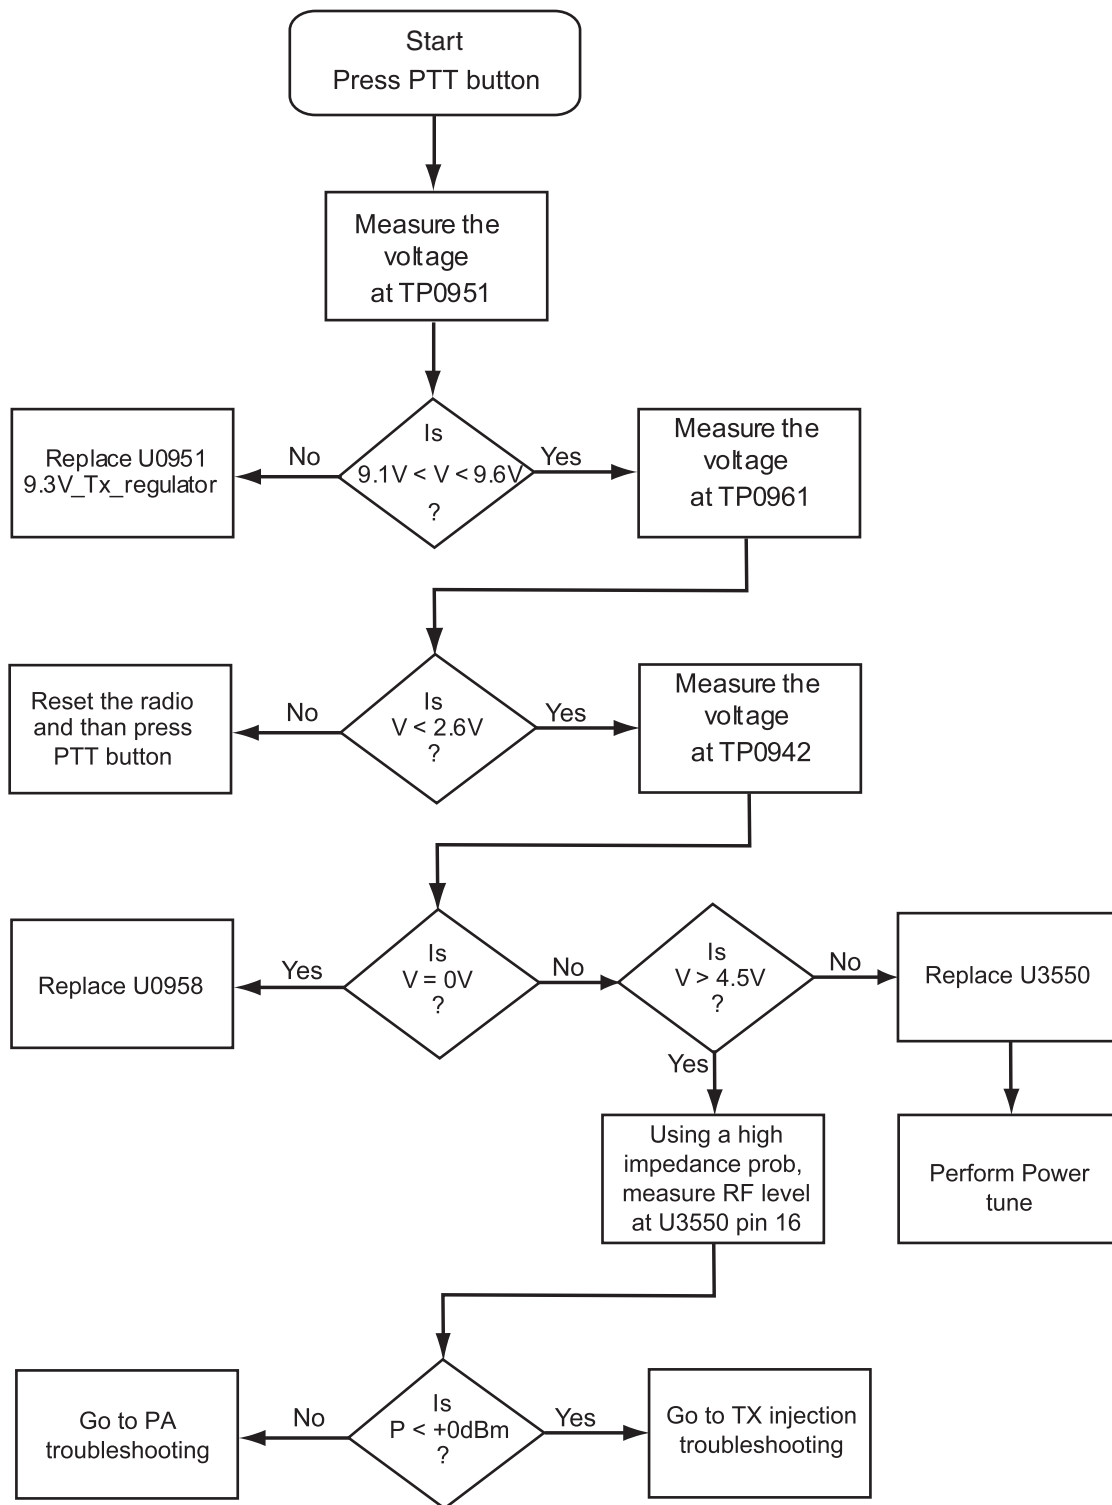 Start
Press PTT button
Measure the
voltage
at TP0951
Is
9.1V < V < 9.6V
?
No
Yes
Replace U0951
9.3V_Tx_regulator
Measure the
voltage
at TP0961
Is
V < 2.6V
?
No
Yes
Reset the radio
and than press
PTT button
Measure the
voltage
at TP0942
Is
V = 0V
?
Yes
No
Replace U0958
Is
V > 4.5V
?
No
Yes
Replace U3550
Perform Power
tune
Using a high
impedance prob,
measure RF level
at U3550 pin 16
Is
P < +0dBm
?
No
Yes
Go to PA
troubleshooting
Go to TX injection
troubleshooting